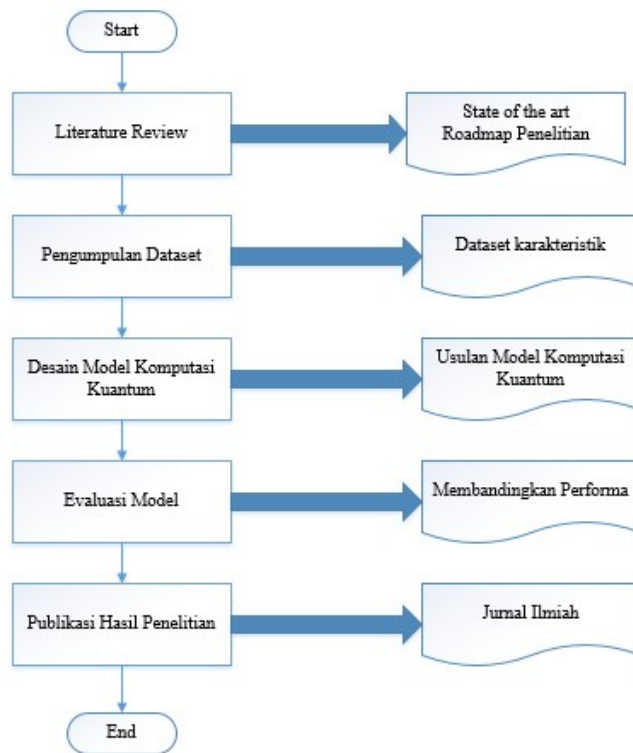 Start
Literature Review
State of the art
Roadmap Penelitian
Pengumpulan Dataset
Dataset karakteristik
Desain Model Komputasi
Kuantum
Usulan Model Komputasi
Kuantum
Evaluasi Model
Membandingkan Performa
Publikasi Hasil Penelitian
Jurnal Ilmiah
End